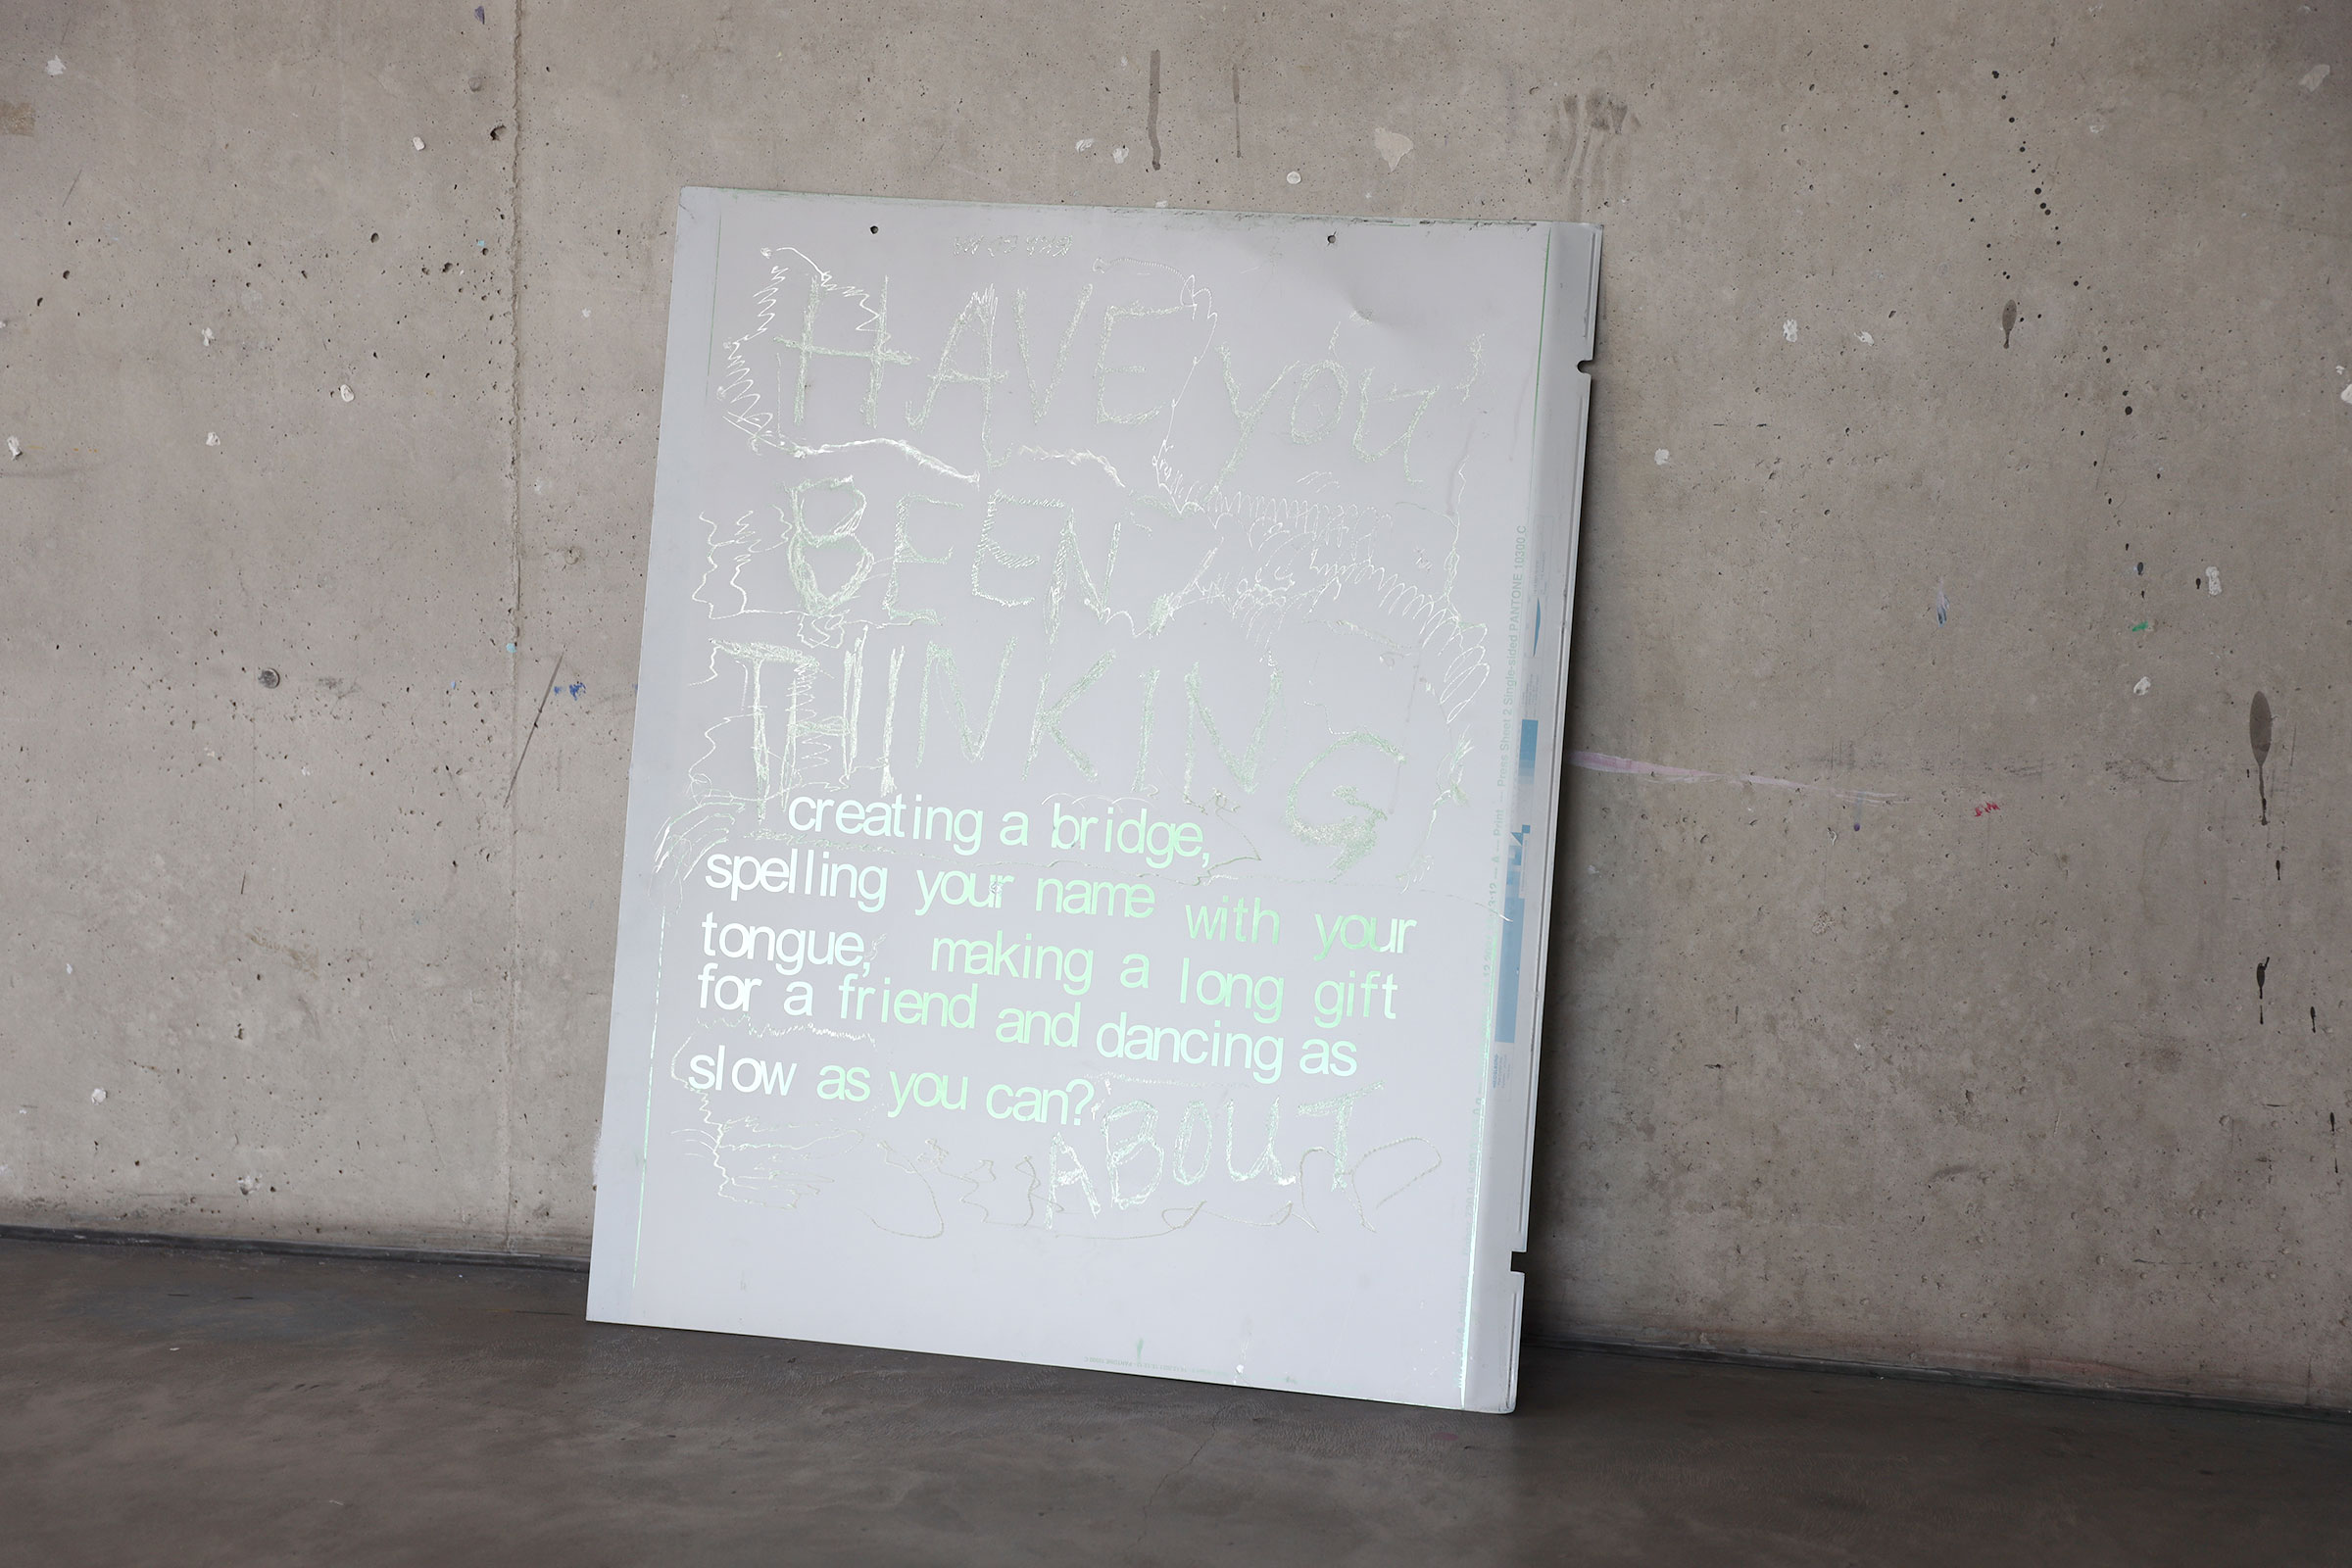 HAVE you
BEEN
THINKING
creating a bridge,
spelling your name with your
tongue, making a long gift
for a friend and dancing as
slow as you can?
ABOUT
Sheet 2 Single-sided PANTONE 10300 C